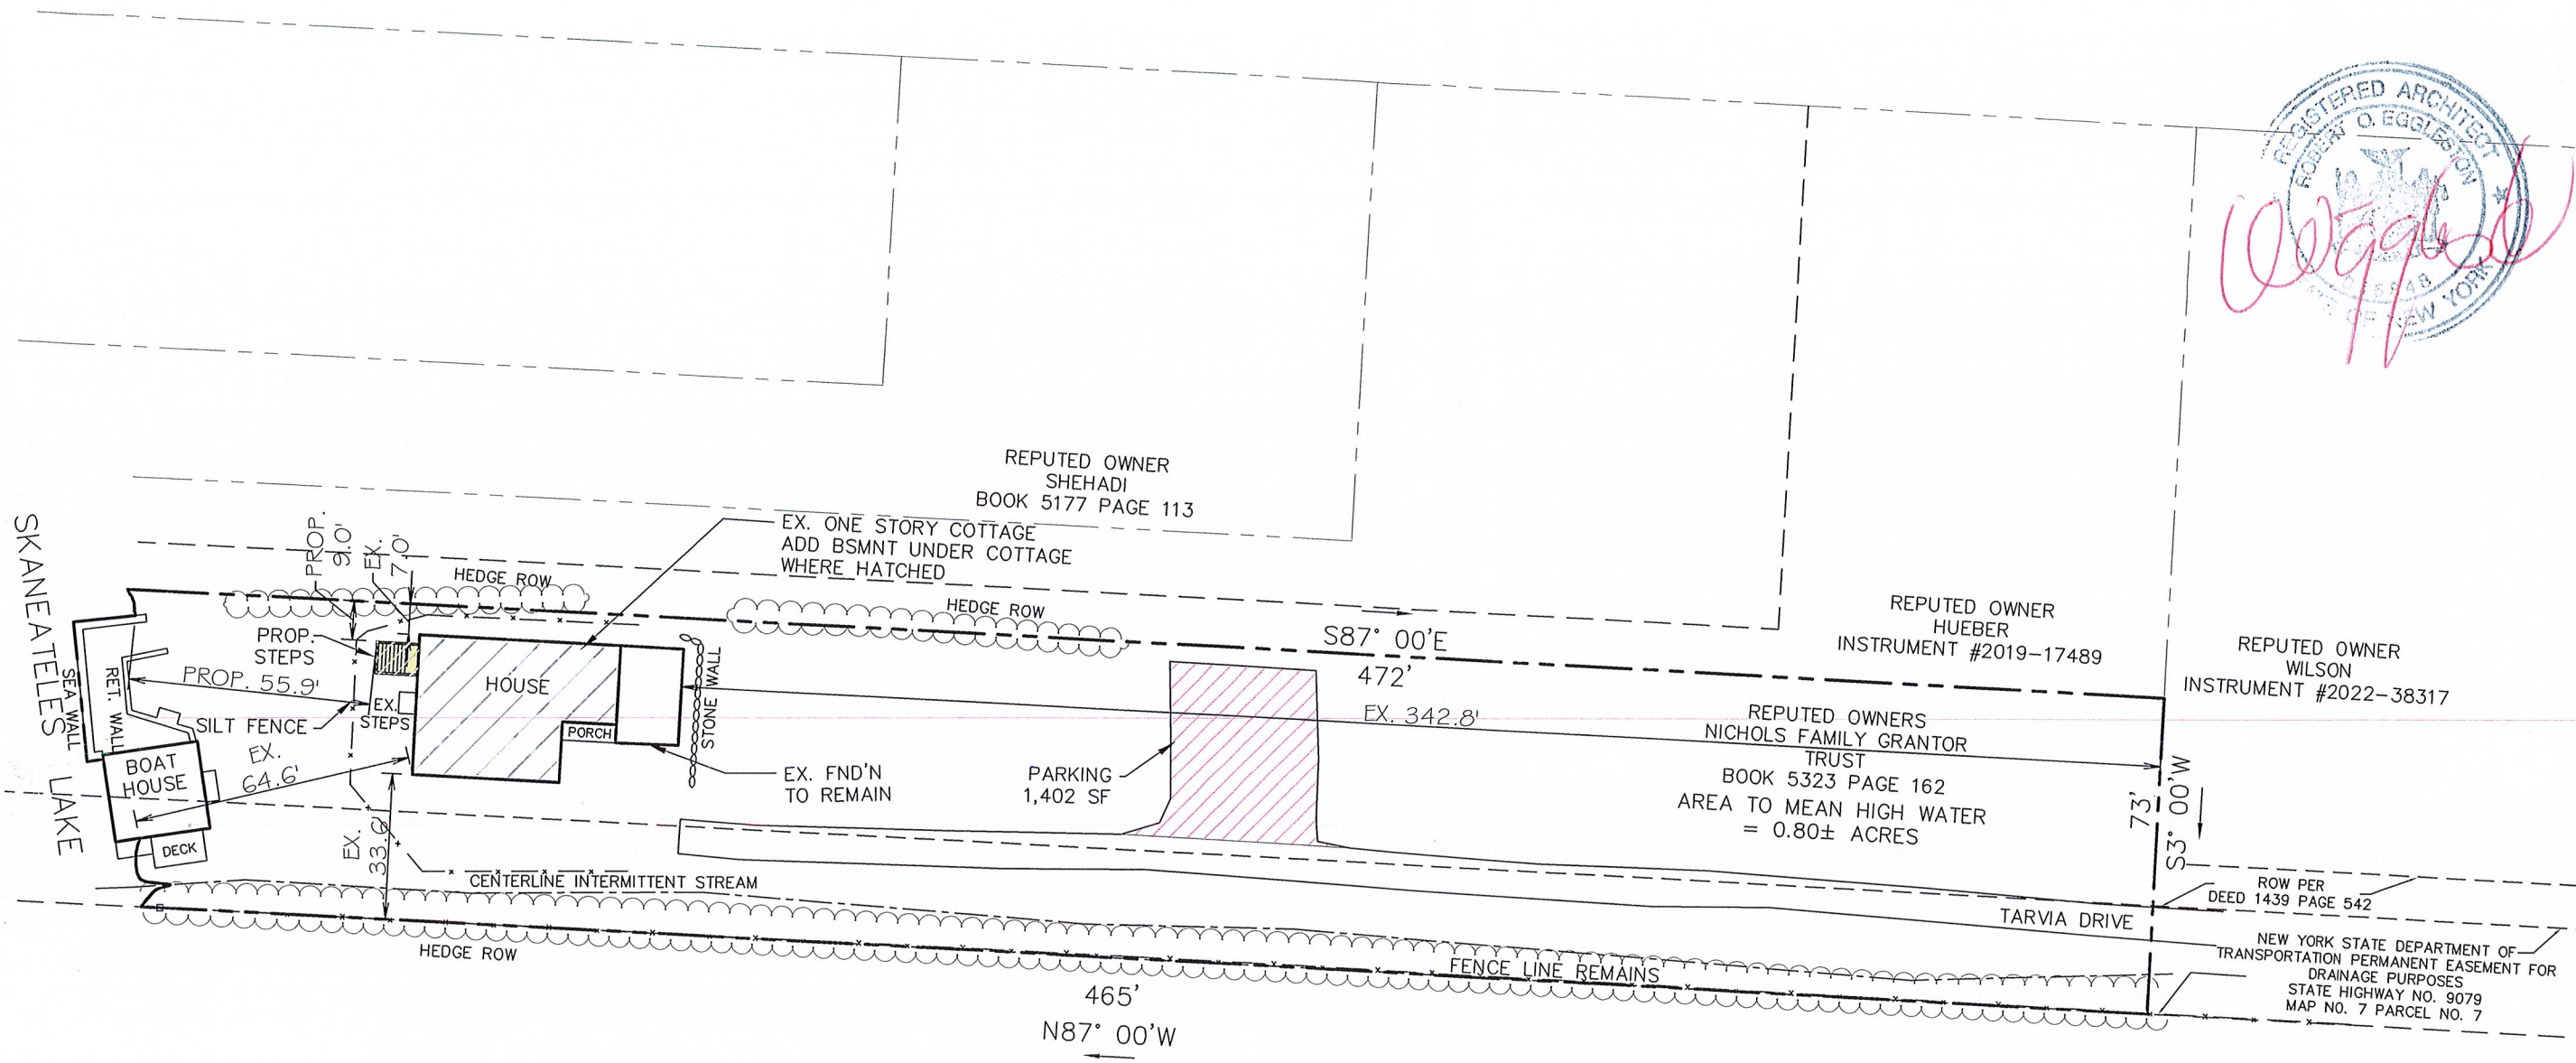 REGISTERED ARCHITECT
ROBERT O. EGGLESTON
OF NEW YORK
REPUTED OWNER
SHEHADI
BOOK 5177 PAGE 113
EX. ONE STORY COTTAGE
ADD BSMNT UNDER COTTAGE
WHERE HATCHED
PROP.
9.0'
EX.
7.0'
HEDGE ROW
HEDGE ROW
S87° 00'E
472'
REPUTED OWNER
HUEBER
INSTRUMENT #2019-17489
REPUTED OWNER
WILSON
INSTRUMENT #2022-38317
SKANEATELES LAKE
SEA WALL
RET. WALL
PROP.
STEPS
PROP. 55.9'
SILT FENCE
EX.
STEPS
HOUSE
PORCH
STONE WALL
EX. 342.8'
REPUTED OWNERS
NICHOLS FAMILY GRANTOR
TRUST
BOOK 5323 PAGE 162
AREA TO MEAN HIGH WATER
= 0.80± ACRES
BOAT
HOUSE
EX.
64.6'
EX. FND'N
TO REMAIN
PARKING
1,402 SF
73'
S3° 00'W
DECK
EX.
33.6'
CENTERLINE INTERMITTENT STREAM
ROW PER
DEED 1439 PAGE 542
TARVIA DRIVE
HEDGE ROW
FENCE LINE REMAINS
NEW YORK STATE DEPARTMENT OF
TRANSPORTATION PERMANENT EASEMENT FOR
DRAINAGE PURPOSES
STATE HIGHWAY NO. 9079
MAP NO. 7 PARCEL NO. 7
465'
N87° 00'W